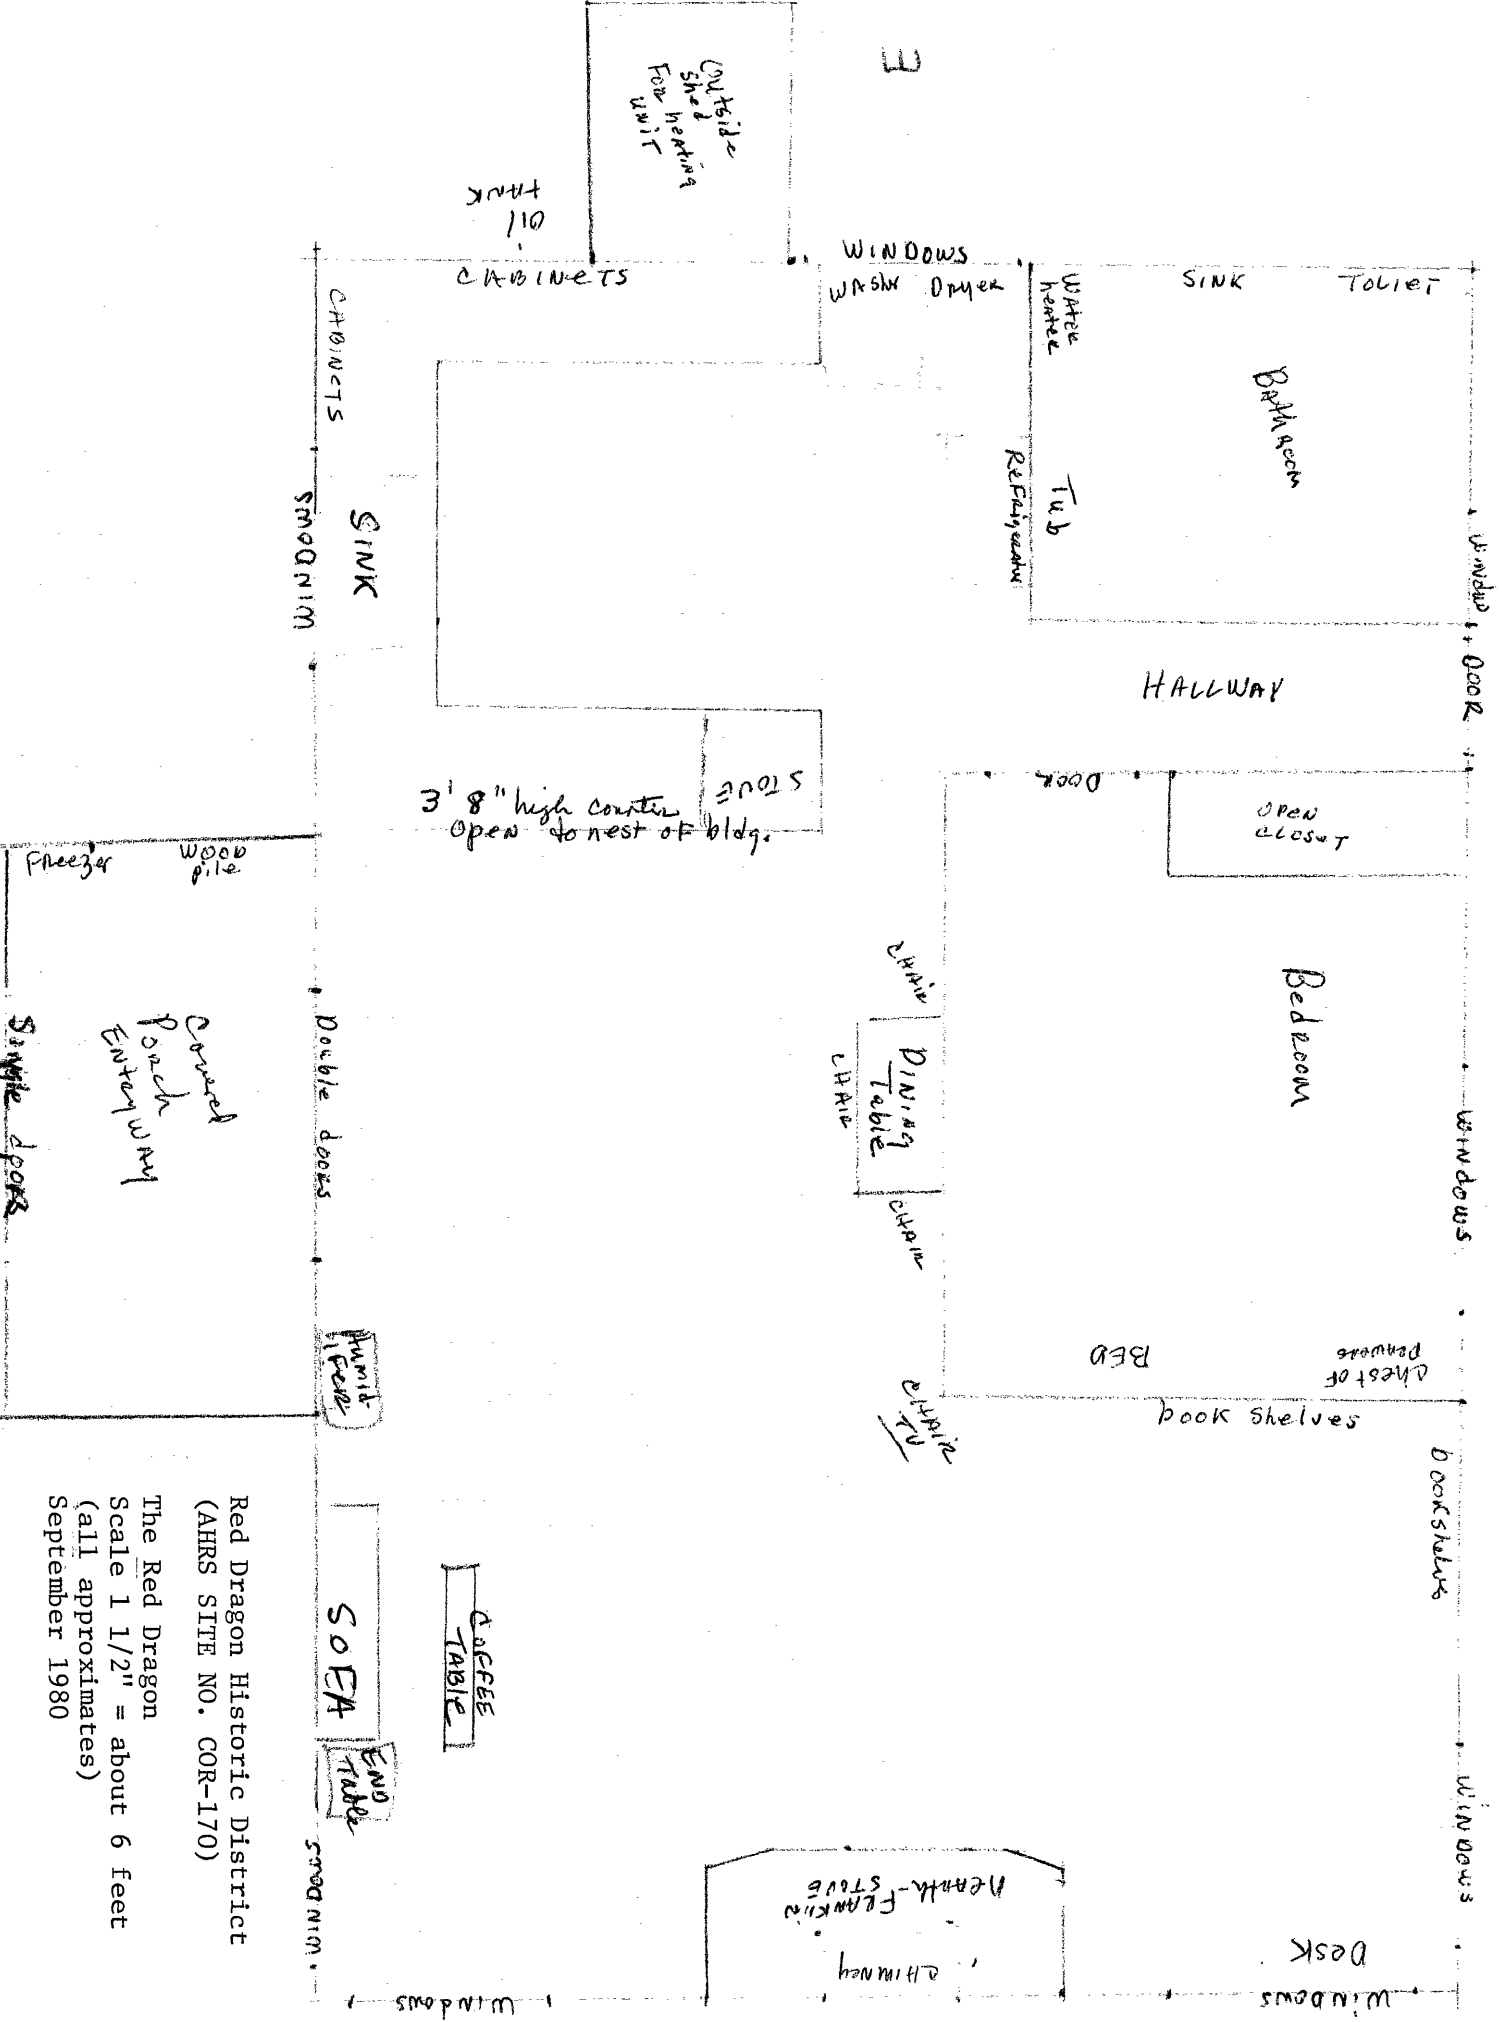 E
Outside
shed
For heating
unit
Oil
tank
CABINETS
WINDOWS
WASHr DRYER
Water
heater
SINK
TOLIET
CABINETS
Bathroom
Tub
Refrigerator
WINDOWS
SINK
Window
DOOR
HALLWAY
STOVE
3' 8" high counter
open to rest of bldg.
DOOR
OPEN
CLOSET
Freezer
WOOD
pile
Covered
Porch
EntryWAY
Single doors
Double doors
CHAIR
DINING
Table
CHAIR
CHAIR
Bedroom
Windows
Humid-
ifer
BED
Chest of
Drawers
CHAIR
TV
book Shelves
bookshelves
SOFA
COFFEE
TABLE
END
Table
WINDOWS
Windows
Hearth-Franklin
STOVE
CHIMNEY
WINDOWS
DESK
WINDOWS
Red Dragon Historic District
(AHRS SITE NO. COR-170)
The Red Dragon
Scale 1 1/2" = about 6 feet
(all approximates)
September 1980